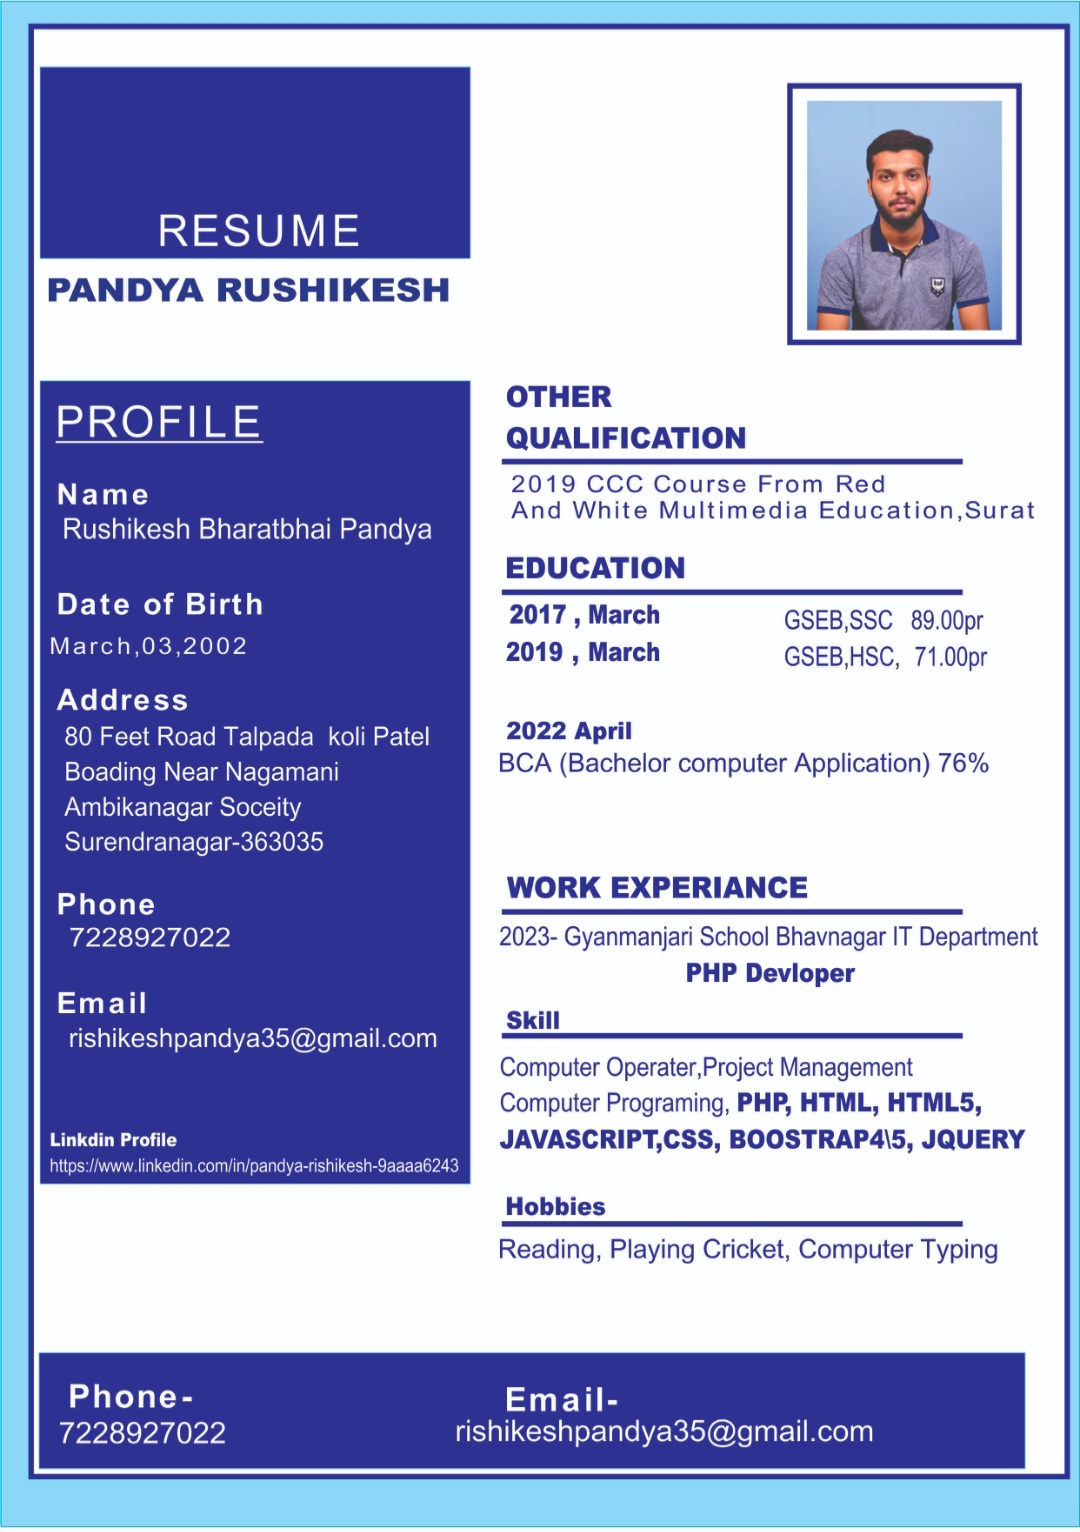 RESUME
PANDYA RUSHIKESH
PROFILE
Name
Rushikesh Bharatbhai Pandya
Date of Birth
March,03,2002
Address
80 Feet Road Talpada koli Patel
Boading Near Nagamani
Ambikanagar Soceity
Surendranagar-363035
Phone
7228927022
Email
rishikeshpandya35@gmail.com
Linkdin Profile
https://www.linkedin.com/in/pandya-rishikesh-9aaaa6243
OTHER
QUALIFICATION
2019 CCC Course From Red
And White Multimedia Education,Surat
EDUCATION
2017 , March GSEB,SSC 89.00pr
2019 , March GSEB,HSC, 71.00pr
2022 April
BCA (Bachelor computer Application) 76%
WORK EXPERIANCE
2023- Gyanmanjari School Bhavnagar IT Department
PHP Devloper
Skill
Computer Operater,Project Management
Computer Programing, PHP, HTML, HTML5,
JAVASCRIPT,CSS, BOOSTRAP4\5, JQUERY
Hobbies
Reading, Playing Cricket, Computer Typing
Phone-
7228927022
Email-
rishikeshpandya35@gmail.com